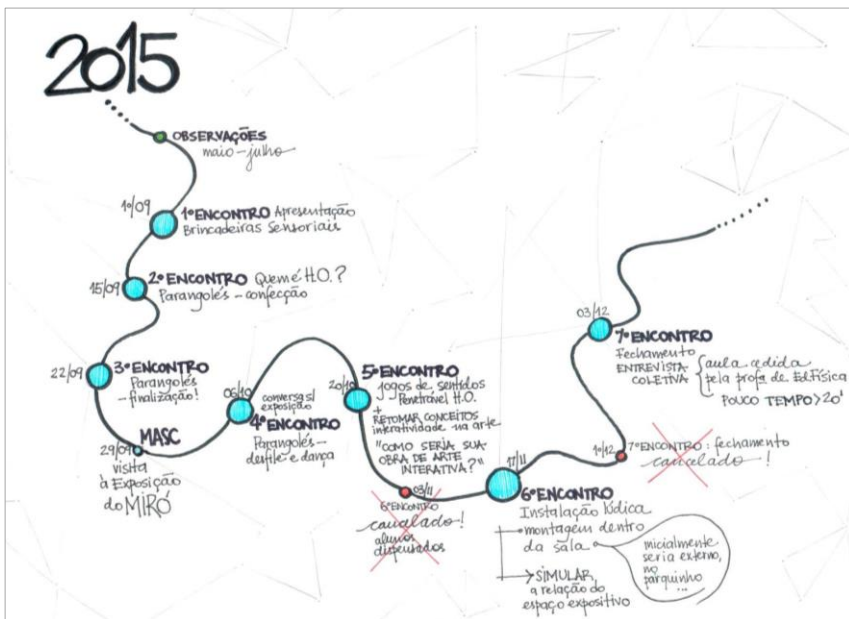 2015
OBSERVAÇÕES
maio - julho
1º/09
1º ENCONTRO Apresentação
Brincadeiras Sensoriais
15/09
2º ENCONTRO Quem é H.O.?
Parangolés - confecção
22/09
3º ENCONTRO
Parangolés
- finalização!
29/09
MASC
visita
à Exposição
do MIRÓ
06/10
conversa s/
exposição
4º ENCONTRO
Parangolés -
desfile e dança
20/10
5º ENCONTRO
jogos de sentidos
Penetrável H.O.
+
RETOMAR CONCEITOS
interatividade na arte
"COMO SERIA SUA
OBRA DE ARTE
INTERATIVA?"
03/11
6º ENCONTRO
cancelado!
alunos
dispensados
17/11
6º ENCONTRO
Instalação lúdica
montagem dentro
da sala
inicialmente
seria externo,
no
parquinho
...
SIMULAR
a relação do
espaço expositivo
1º/12
7º ENCONTRO: fechamento
cancelado!
03/12
7º ENCONTRO
Fechamento
ENTREVISTA
COLETIVA
aula cedida
pela profa de Ed Física
POUCO TEMPO > 20'